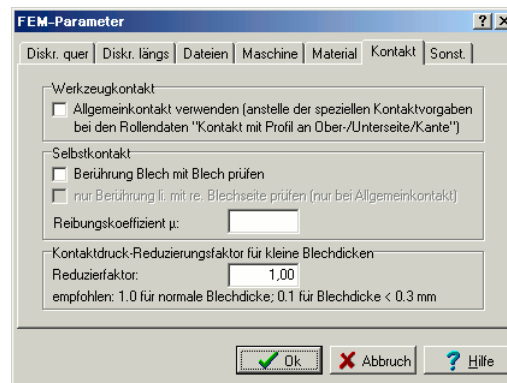 FEM-Parameter
Diskr. quer Diskr. längs Dateien Maschine Material Kontakt Sonst.
Werkzeugkontakt
Allgemeinkontakt verwenden (anstelle der speziellen Kontaktvorgaben
bei den Rollendaten "Kontakt mit Profil an Ober-/Unterseite/Kante")
Selbstkontakt
Berührung Blech mit Blech prüfen
nur Berührung li. mit re. Blechseite prüfen (nur bei Allgemeinkontakt)
Reibungskoeffizient µ:
Kontaktdruck-Reduzierungsfaktor für kleine Blechdicken
Reduzierfaktor: 1,00
empfohlen: 1.0 für normale Blechdicke; 0.1 für Blechdicke < 0.3 mm
Ok Abbruch Hilfe